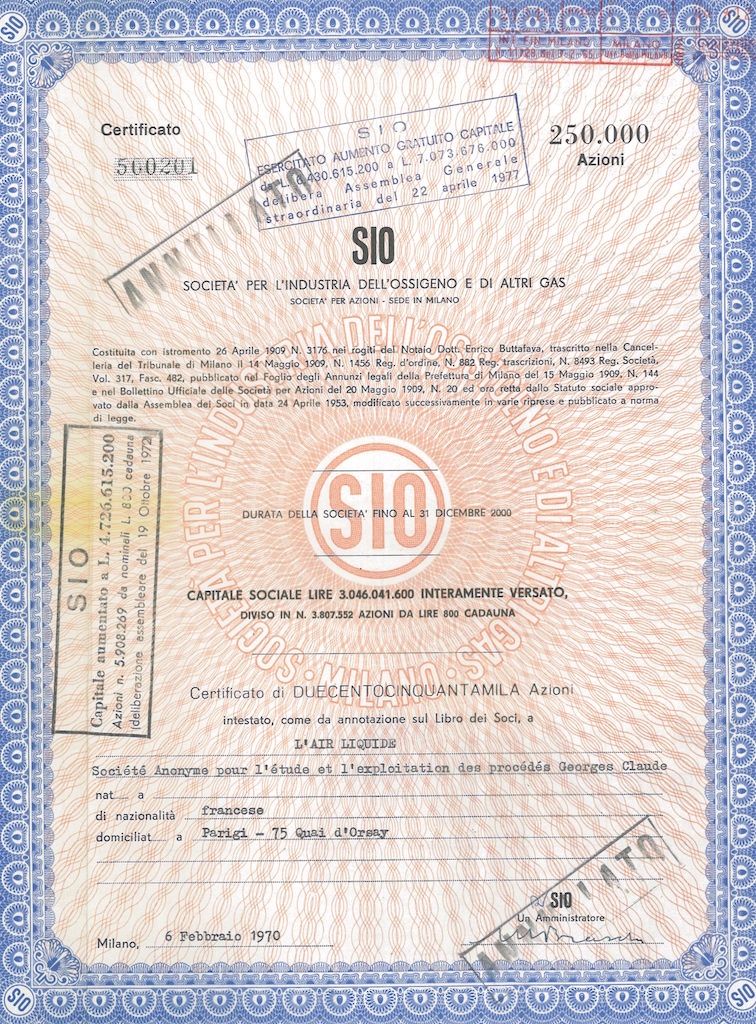 SIO
SIO
INT. FIN. MILANO
MILANO
Certificato
560201
SIO
ESERCITATO AUMENTO GRATUITO CAPITALE
da L. 6.430.615.200 a L. 7.073.676.000
delibera Assemblea Generale
straordinaria del 22 aprile 1977
250.000
Azioni
ANNULLATO
SIO
SOCIETA' PER L'INDUSTRIA DELL'OSSIGENO E DI ALTRI GAS
SOCIETA' PER AZIONI - SEDE IN MILANO
Costituita con istromento 26 Aprile 1909 N. 3176 nei rogiti del Notaio Dott. Enrico Buttafava, trascritto nella Cancel-
leria del Tribunale di Milano il 14 Maggio 1909, N. 1456 Reg. d'ordine, N. 882 Reg. trascrizioni, N. 8493 Reg. Società,
Vol. 317, Fasc. 482, pubblicato nel Foglio degli Annunzi legali della Prefettura di Milano del 15 Maggio 1909, N. 144
e nel Bollettino Ufficiale delle Società per Azioni del 20 Maggio 1909, N. 20 ed ora retta dallo Statuto sociale appro-
vato dalla Assemblea dei Soci in data 24 Aprile 1953, modificato successivamente in varie riprese e pubblicato a norma
di legge.
SIO
Capitale aumentato a L. 4.726.615.200
Azioni n. 5.908.269 da nominali L. 800 cadauna
(deliberazione assembleare del 19 Ottobre 1972)
SOCIETÀ PER L'INDUSTRIA DELL'OSSIGENO E DI ALTRI GAS · MILANO ·
SIO
DURATA DELLA SOCIETA' FINO AL 31 DICEMBRE 2000
CAPITALE SOCIALE LIRE 3.046.041.600 INTERAMENTE VERSATO,
DIVISO IN N. 3.807.552 AZIONI DA LIRE 800 CADAUNA
Certificato di DUECENTOCINQUANTAMILA Azioni
intestato, come da annotazione sul Libro dei Soci, a
L'AIR LIQUIDE
Société Anonyme pour l'étude et l'exploitation des procédés Georges Claude
nat..... a
di nazionalità francese
domiciliat..... a Parigi - 75 Quai d'Orsay
ANNULLATO
SIO
Un Amministratore
Milano, 6 Febbraio 1970
SIO
SIO